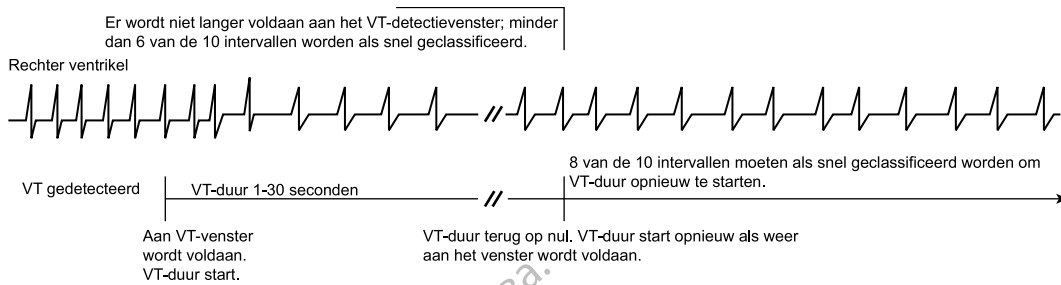 Er wordt niet langer voldaan aan het VT-detectievenster; minder
dan 6 van de 10 intervallen worden als snel geclassificeerd.
Rechter ventrikel
8 van de 10 intervallen moeten als snel geclassificeerd worden om
VT-duur opnieuw te starten.
VT gedetecteerd
VT-duur 1-30 seconden
Aan VT-venster
wordt voldaan.
VT-duur start.
VT-duur terug op nul. VT-duur start opnieuw als weer
aan het venster wordt voldaan.